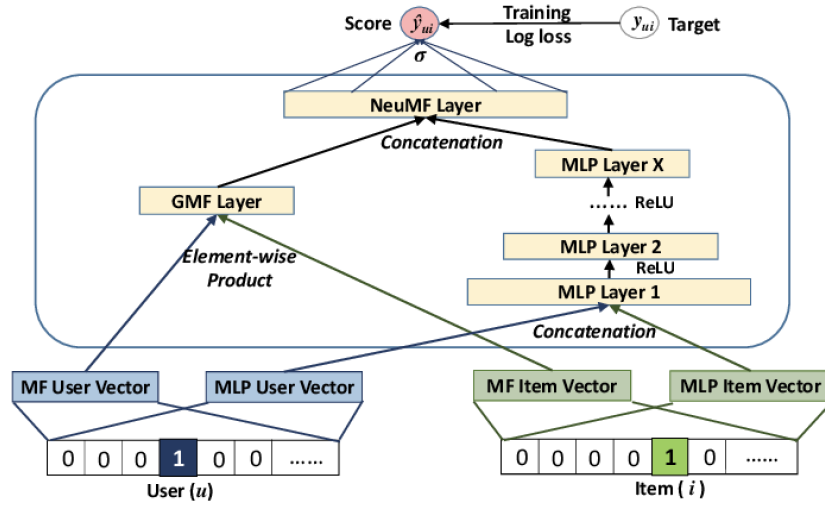 Score
ŷui
Training
Log loss
yui
Target
σ
NeuMF Layer
Concatenation
MLP Layer X
GMF Layer
...... ReLU
Element-wise
Product
MLP Layer 2
ReLU
MLP Layer 1
Concatenation
MF User Vector
MLP User Vector
MF Item Vector
MLP Item Vector
0 0 0 1 0 0 ......
0 0 0 0 1 0 ......
User (u)
Item ( i )